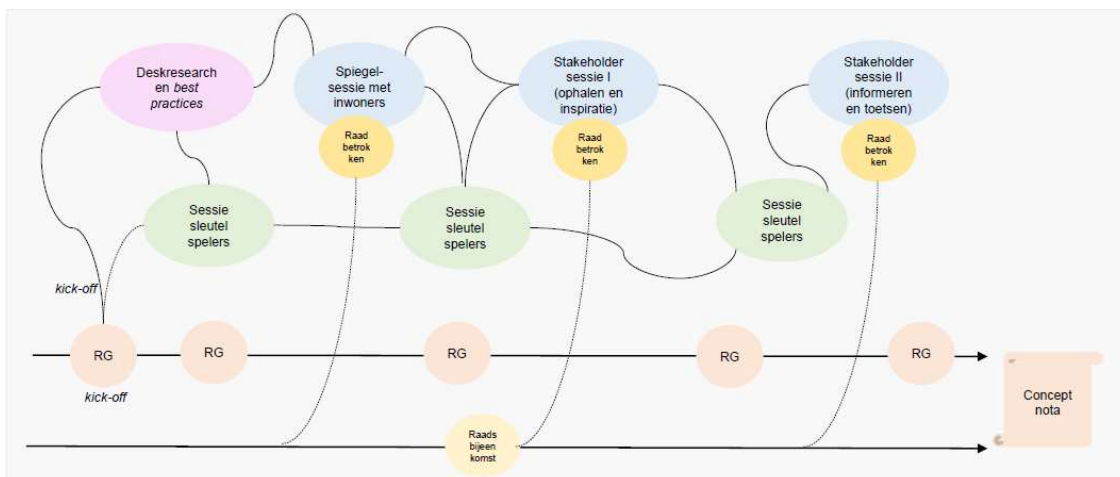 Deskresearch
en best
practices
Spiegel-
sessie met
inwoners
Raad
betrok
ken
Stakeholder
sessie I
(ophalen en
inspiratie)
Raad
betrok
ken
Stakeholder
sessie II
(informeren
en toetsen)
Raad
betrok
ken
Sessie
sleutel
spelers
Sessie
sleutel
spelers
Sessie
sleutel
spelers
kick-off
RG
RG
RG
RG
RG
kick-off
Concept
nota
Raads
bijeen
komst